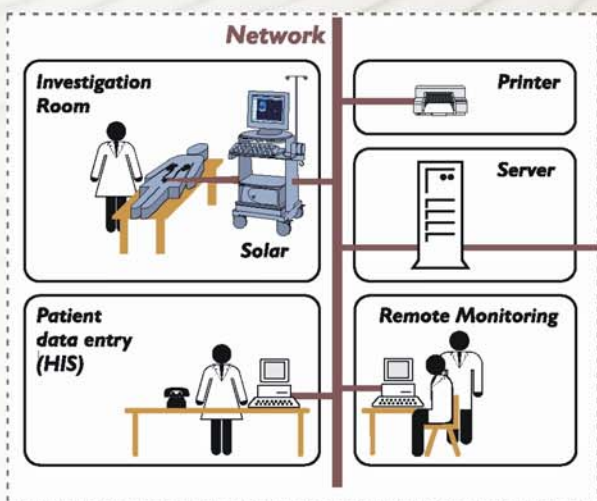 Network
Investigation
Room
Solar
Printer
Server
Patient
data entry
(HIS)
Remote Monitoring